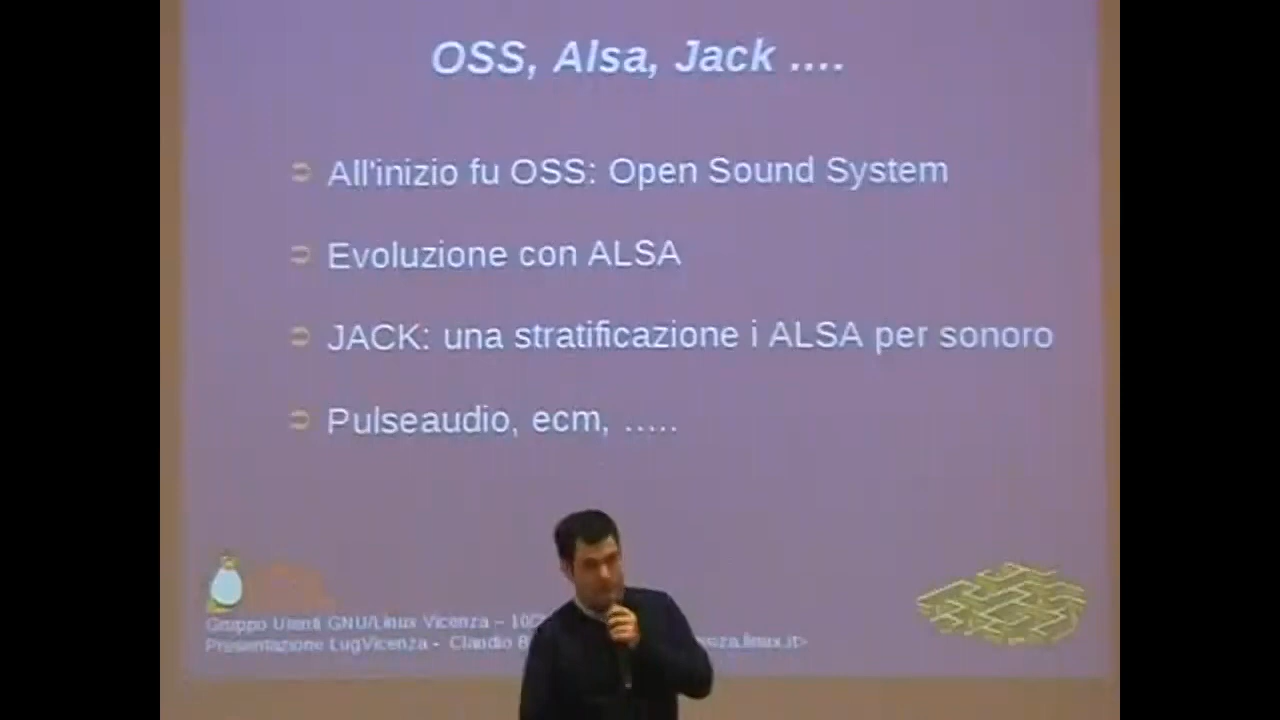 OSS, Alsa, Jack ....
All'inizio fu OSS: Open Sound System
Evoluzione con ALSA
JACK: una stratificazione i ALSA per sonoro
Pulseaudio, ecm, .....
Gruppo Utenti GNU/Linux Vicenza – 10
Presentazione LugVicenza - Claudio